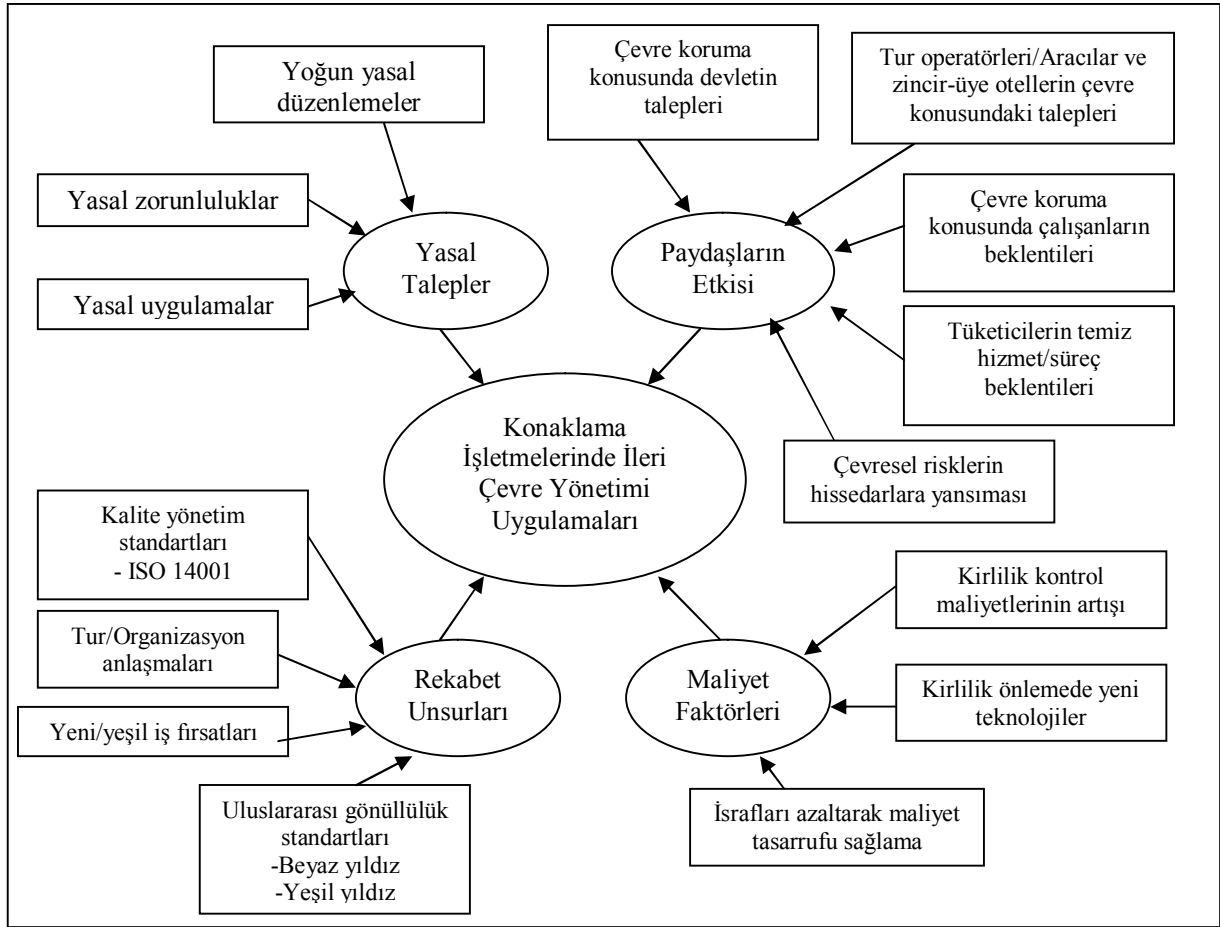 Yoğun yasal
düzenlemeler
Çevre koruma
konusunda devletin
talepleri
Tur operatörleri/Aracılar ve
zincir-üye otellerin çevre
konusundaki talepleri
Yasal zorunluluklar
Yasal
Talepler
Paydaşların
Etkisi
Çevre koruma
konusunda çalışanların
beklentileri
Yasal uygulamalar
Tüketicilerin temiz
hizmet/süreç
beklentileri
Konaklama
İşletmelerinde İleri
Çevre Yönetimi
Uygulamaları
Çevresel risklerin
hissedarlara yansıması
Kalite yönetim
standartları
- ISO 14001
Kirlilik kontrol
maliyetlerinin artışı
Tur/Organizasyon
anlaşmaları
Rekabet
Unsurları
Maliyet
Faktörleri
Kirlilik önlemede yeni
teknolojiler
Yeni/yeşil iş fırsatları
Uluslararası gönüllülük
standartları
-Beyaz yıldız
-Yeşil yıldız
İsrafları azaltarak maliyet
tasarrufu sağlama